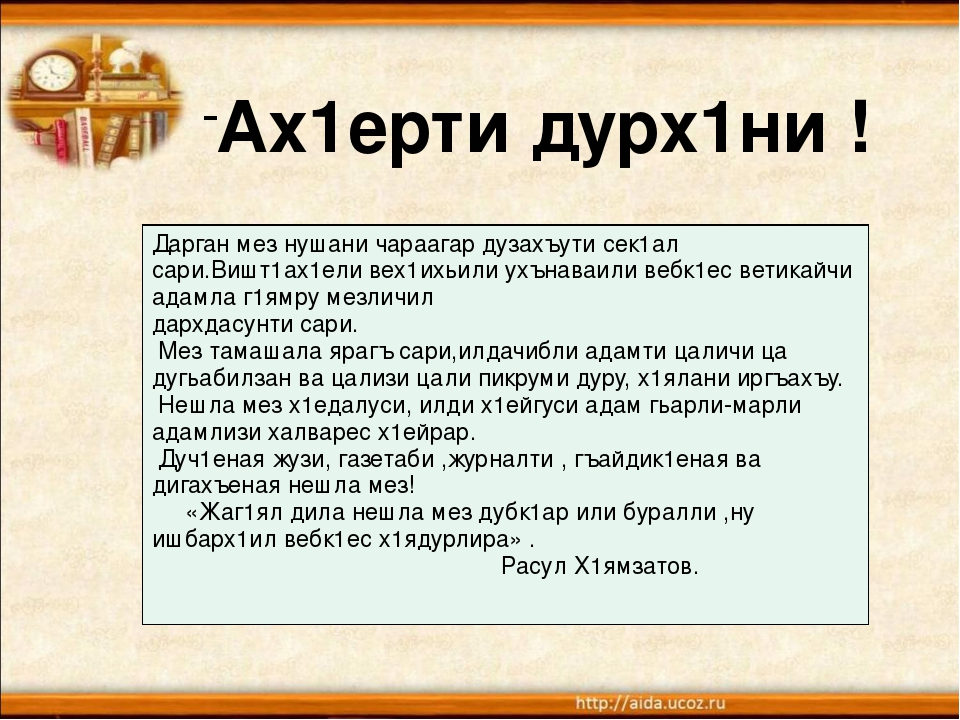 -Ах1ерти дурх1ни !
Дарган мез нушани чараагар дузахъути сек1ал
сари.Вишт1ах1ели вех1ихьили ухънаваили вебк1ес ветикайчи
адамла г1ямру мезличил
дархдасунти сари.
Мез тамашала ярагъ сари,илдачибли адамти цаличи ца
дугьабилзан ва цализи цали пикруми дуру, х1ялани иргъахъу.
Нешла мез х1едалуси, илди х1ейгуси адам гьарли-марли
адамлизи халварес х1ейрар.
Дуч1еная жузи, газетаби ,журналти , гъайдик1еная ва
дигахъеная нешла мез!
«Жаг1ял дила нешла мез дубк1ар или буралли ,ну
ишбарх1ил вебк1ес х1ядурлира» .
Расул Х1ямзатов.
BASEBALL
http://aida.ucoz.ru